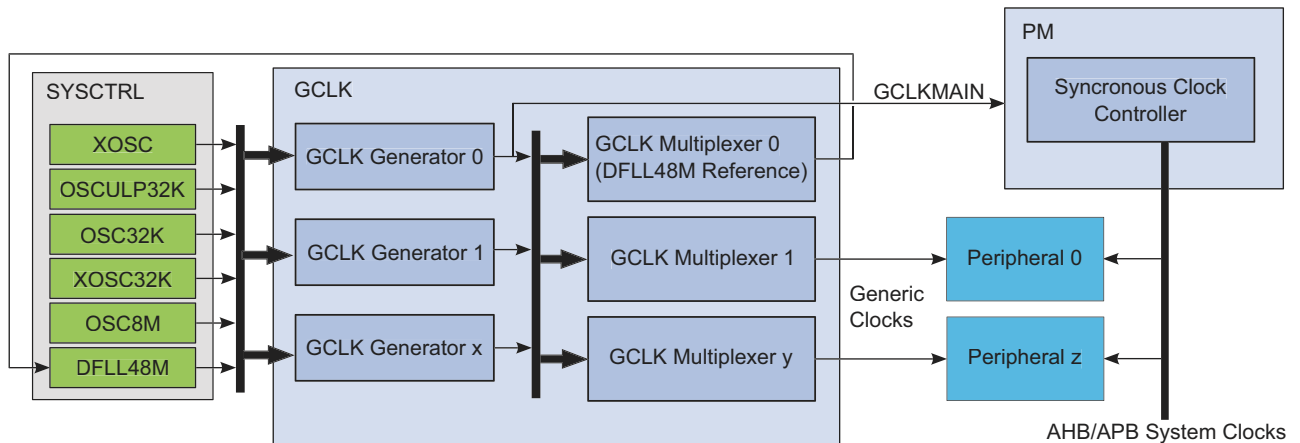 PM
Syncronous Clock
Controller
GCLKMAIN
SYSCTRL
XOSC
OSCULP32K
OSC32K
XOSC32K
OSC8M
DFLL48M
GCLK
GCLK Generator 0
GCLK Generator 1
GCLK Generator x
GCLK Multiplexer 0
(DFLL48M Reference)
GCLK Multiplexer 1
GCLK Multiplexer y
Generic
Clocks
Peripheral 0
Peripheral z
AHB/APB System Clocks